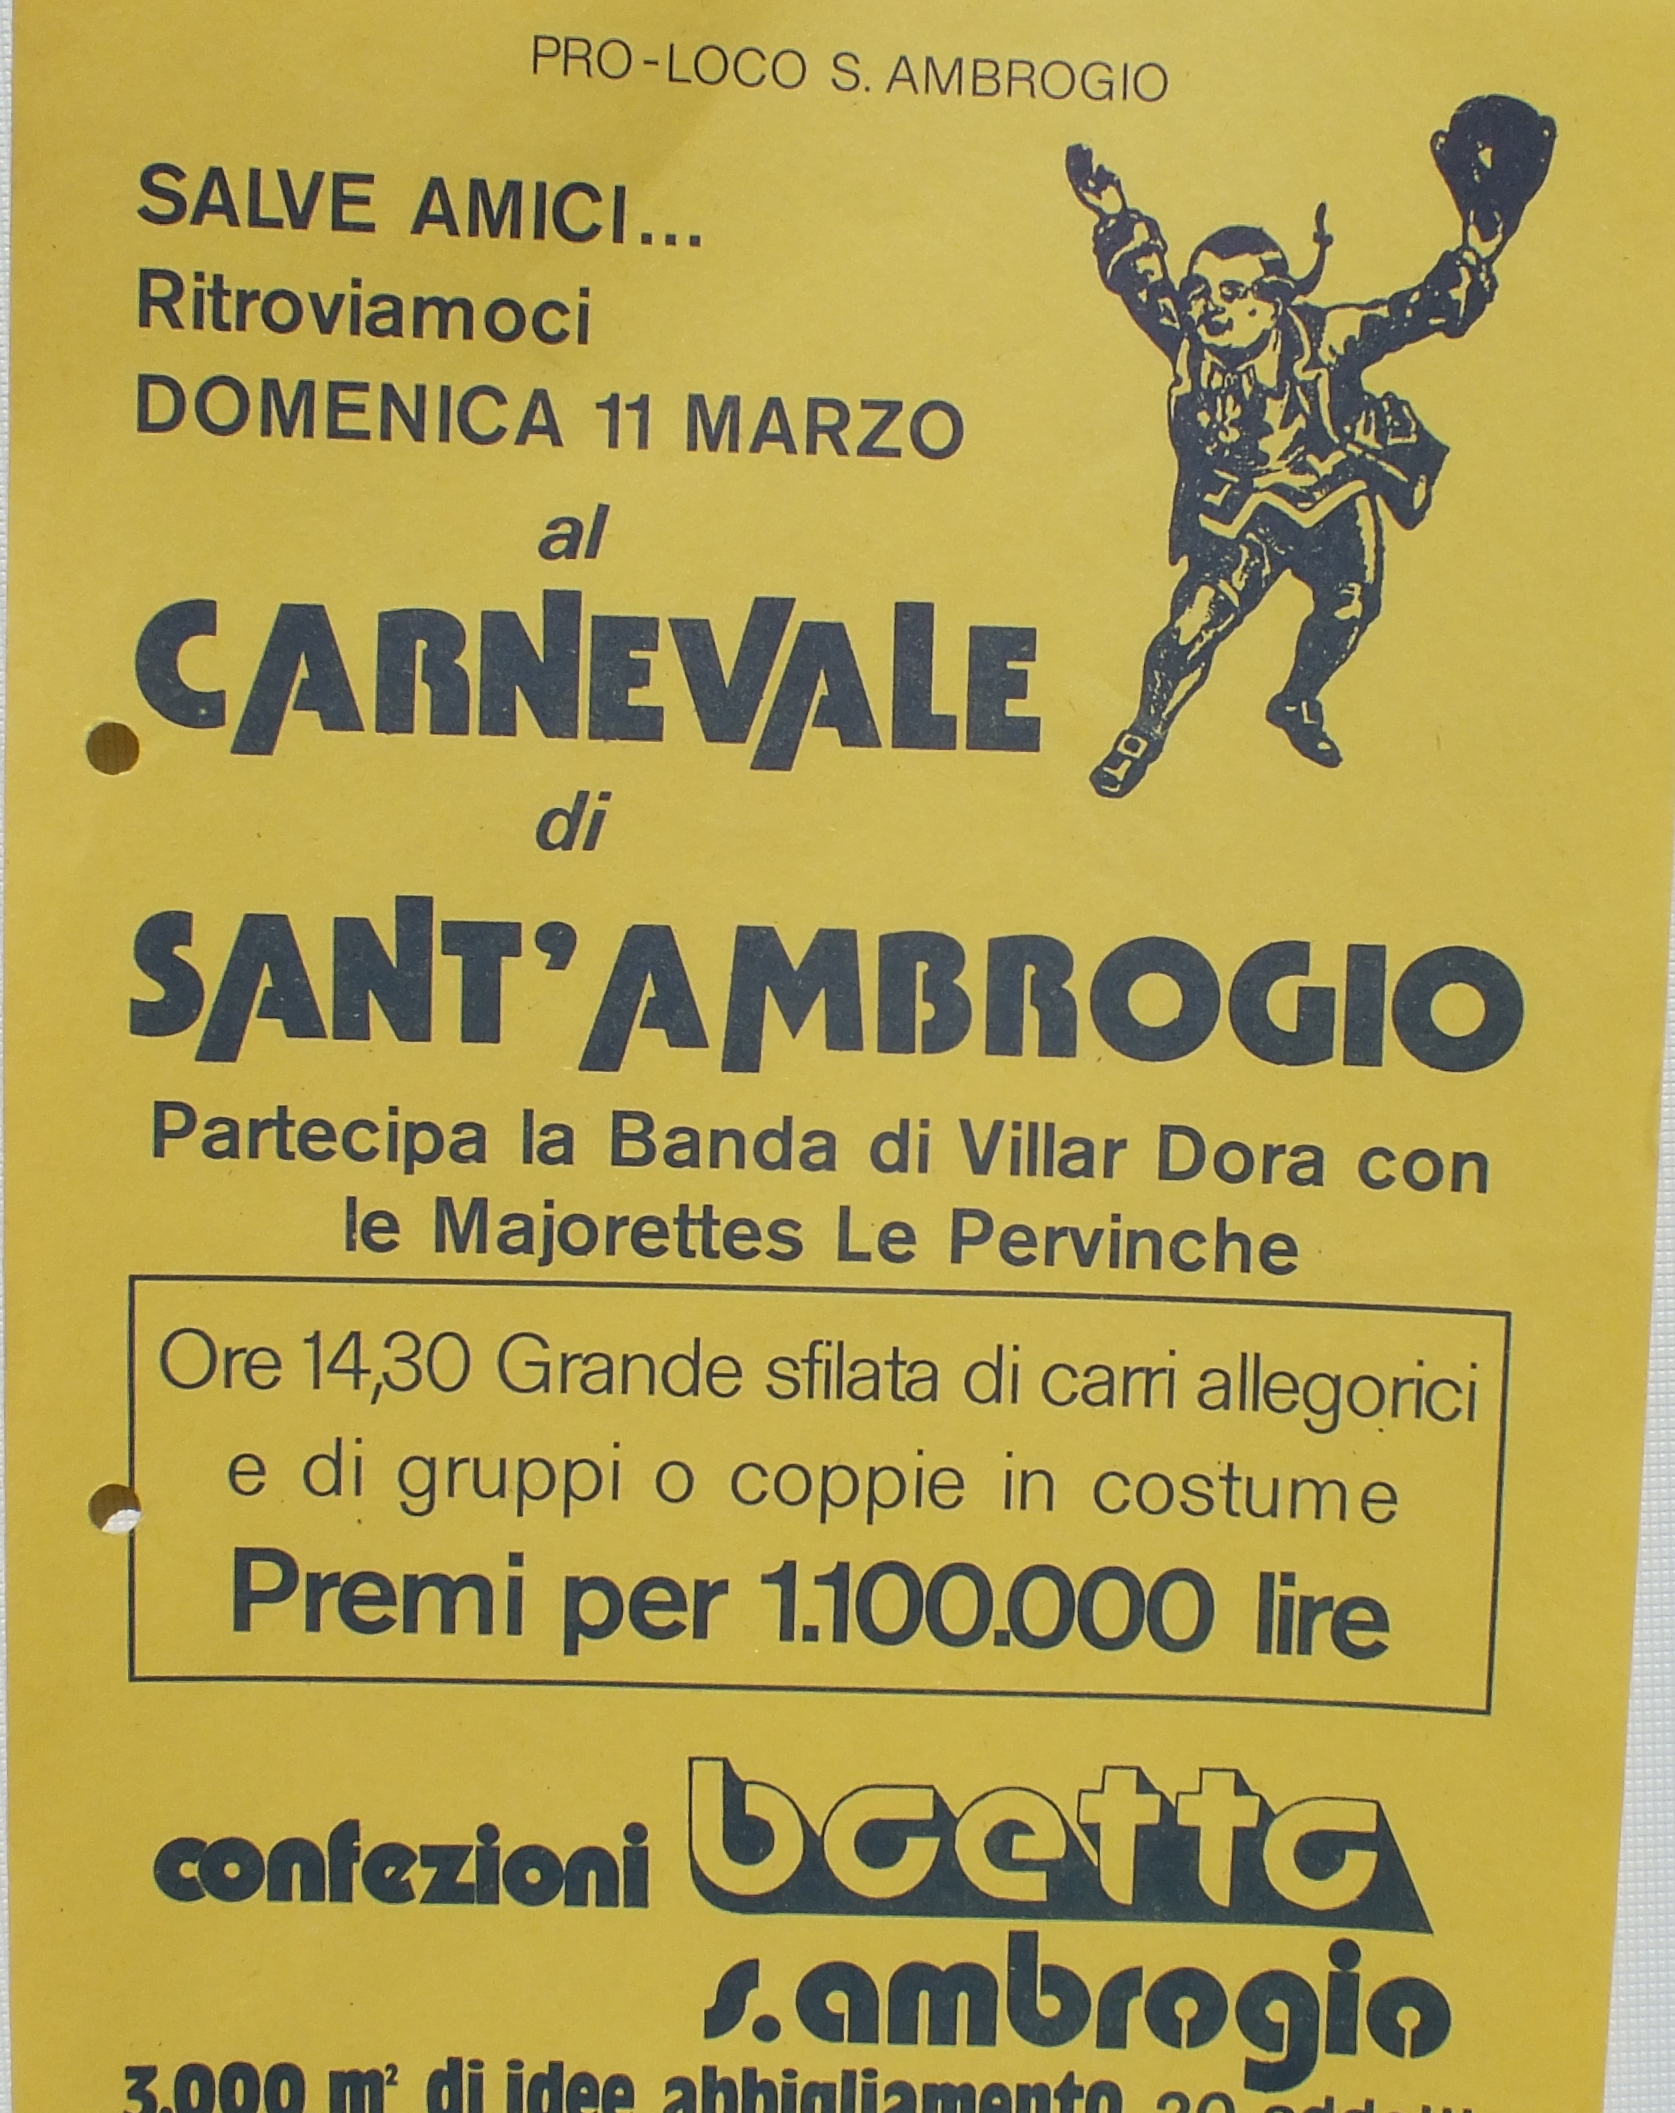 PRO-LOCO S. AMBROGIO
SALVE AMICI...
Ritroviamoci
DOMENICA 11 MARZO
al
CARNEVALE
di
SANT'AMBROGIO
Partecipa la Banda di Villar Dora con
le Majorettes Le Pervinche
Ore 14,30 Grande sfilata di carri allegorici
e di gruppi o coppie in costume
Premi per 1.100.000 lire
confezioni baetta
s.ambrogio
3.000 m² di idee abbigliamento 20